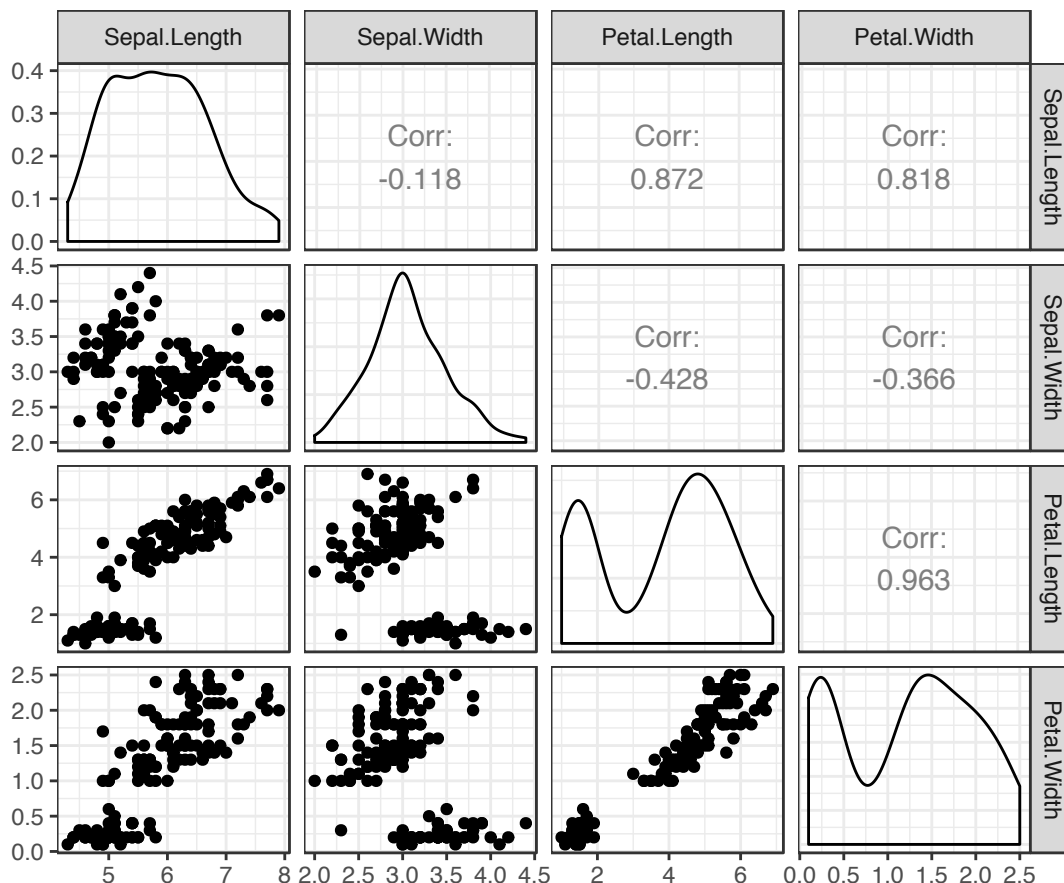 Sepal.Length Sepal.Width Petal.Length Petal.Width
0.4
0.3
0.2
0.1
0.0
Corr:
-0.118
Corr:
0.872
Corr:
0.818
Sepal.Length
4.5
4.0
3.5
3.0
2.5
2.0
Corr:
-0.428
Corr:
-0.366
Sepal.Width
6
4
2
Corr:
0.963
Petal.Length
2.5
2.0
1.5
1.0
0.5
0.0
Petal.Width
5 6 7 8 2.0 2.5 3.0 3.5 4.0 4.5 2 4 6 0.0 0.5 1.0 1.5 2.0 2.5